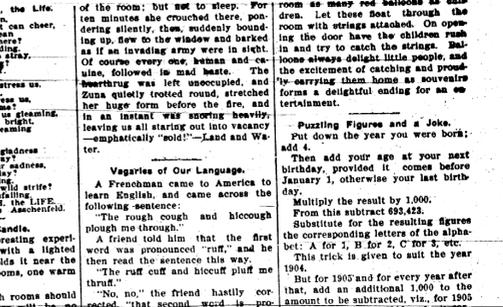 , the Life.
stress us,
gleaming,
bright,
gladness
wild strife?
the LIFE.
Aschenfeld.
eresting experi-
with a lighted
lds it near the
ooms, one warm
h rooms should
of the room; but not to sleep. For
ten minutes she crouched there, pon-
dering silently, then, suddenly bound-
ing up, flew to the window and barked
as if an invading army were in sight.
Of course every one, human and ca-
nine, followed in mad haste. The
hearthrug was left unoccupied, and
Zuna quietly trotted round, stretched
her huge form before the fire, and
in an instant was snoring heavily,
leaving us all staring out into vacancy
—emphatically "sold!"—Land and Wa-
ter.
Vagaries of Our Language.
A Frenchman came to America to
learn English, and came across the
following sentence:
"The rough cough and hiccough
plough me through."
A friend told him that the first
word was pronounced "ruff," and he
then read the sentence this way.
"The ruff cuff and hiccuff pluff me
thruff."
"No, no," the friend hastily cor-
rected, "that second word is pro-
room as many red balloons as
dren. Let these float through the
room with strings attached. On open-
ing the door have the children rush
in and try to catch the strings. Bal-
loons always delight little people, and
the excitement of catching and proud-
ly carrying them home as souvenirs
forms a delightful ending for an en-
tertainment.
Puzzling Figures and a Joke.
Put down the year you were born;
add 4.
Then add your age at your next
birthday, provided it comes before
January 1, otherwise your last birth-
day.
Multiply the result by 1,000.
From this subtract 693,423.
Substitute for the resulting figures
the corresponding letters of the alpha-
bet: A for 1, B for 2, C for 3, etc.
This trick is given to suit the year
1904.
But for 1905 and for every year after
that, add an additional 1,000 to the
amount to be subtracted, viz., for 1905